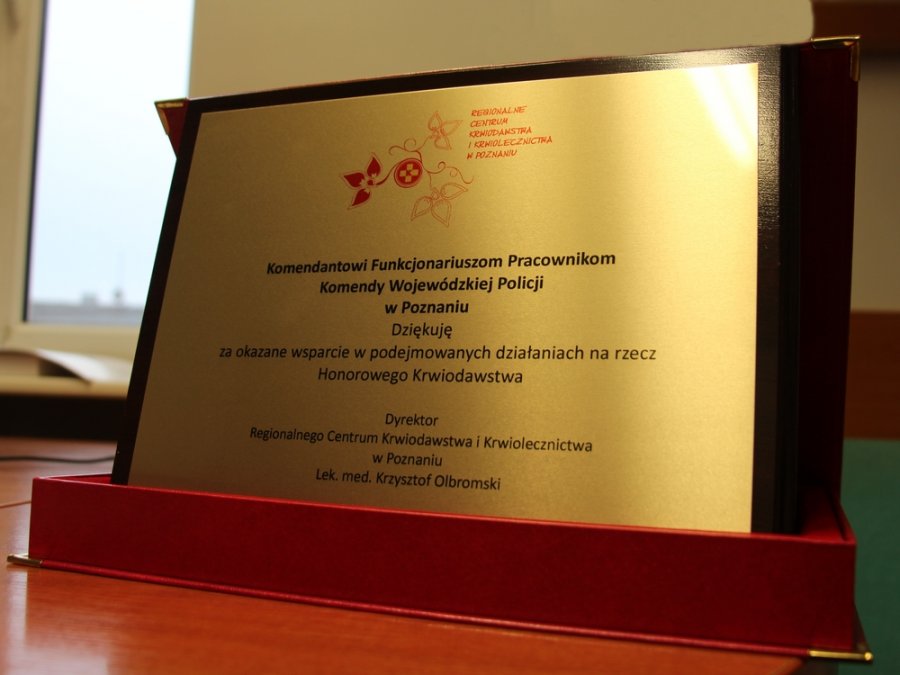 REGIONALNE
CENTRUM
KRWIODAWSTWA
I KRWIOLECZNICTWA
W POZNANIU
Komendantowi Funkcjonariuszom Pracownikom
Komendy Wojewódzkiej Policji
w Poznaniu
Dziękuję
za okazane wsparcie w podejmowanych działaniach na rzecz
Honorowego Krwiodawstwa
Dyrektor
Regionalnego Centrum Krwiodawstwa i Krwiolecznictwa
w Poznaniu
Lek. med. Krzysztof Olbromski